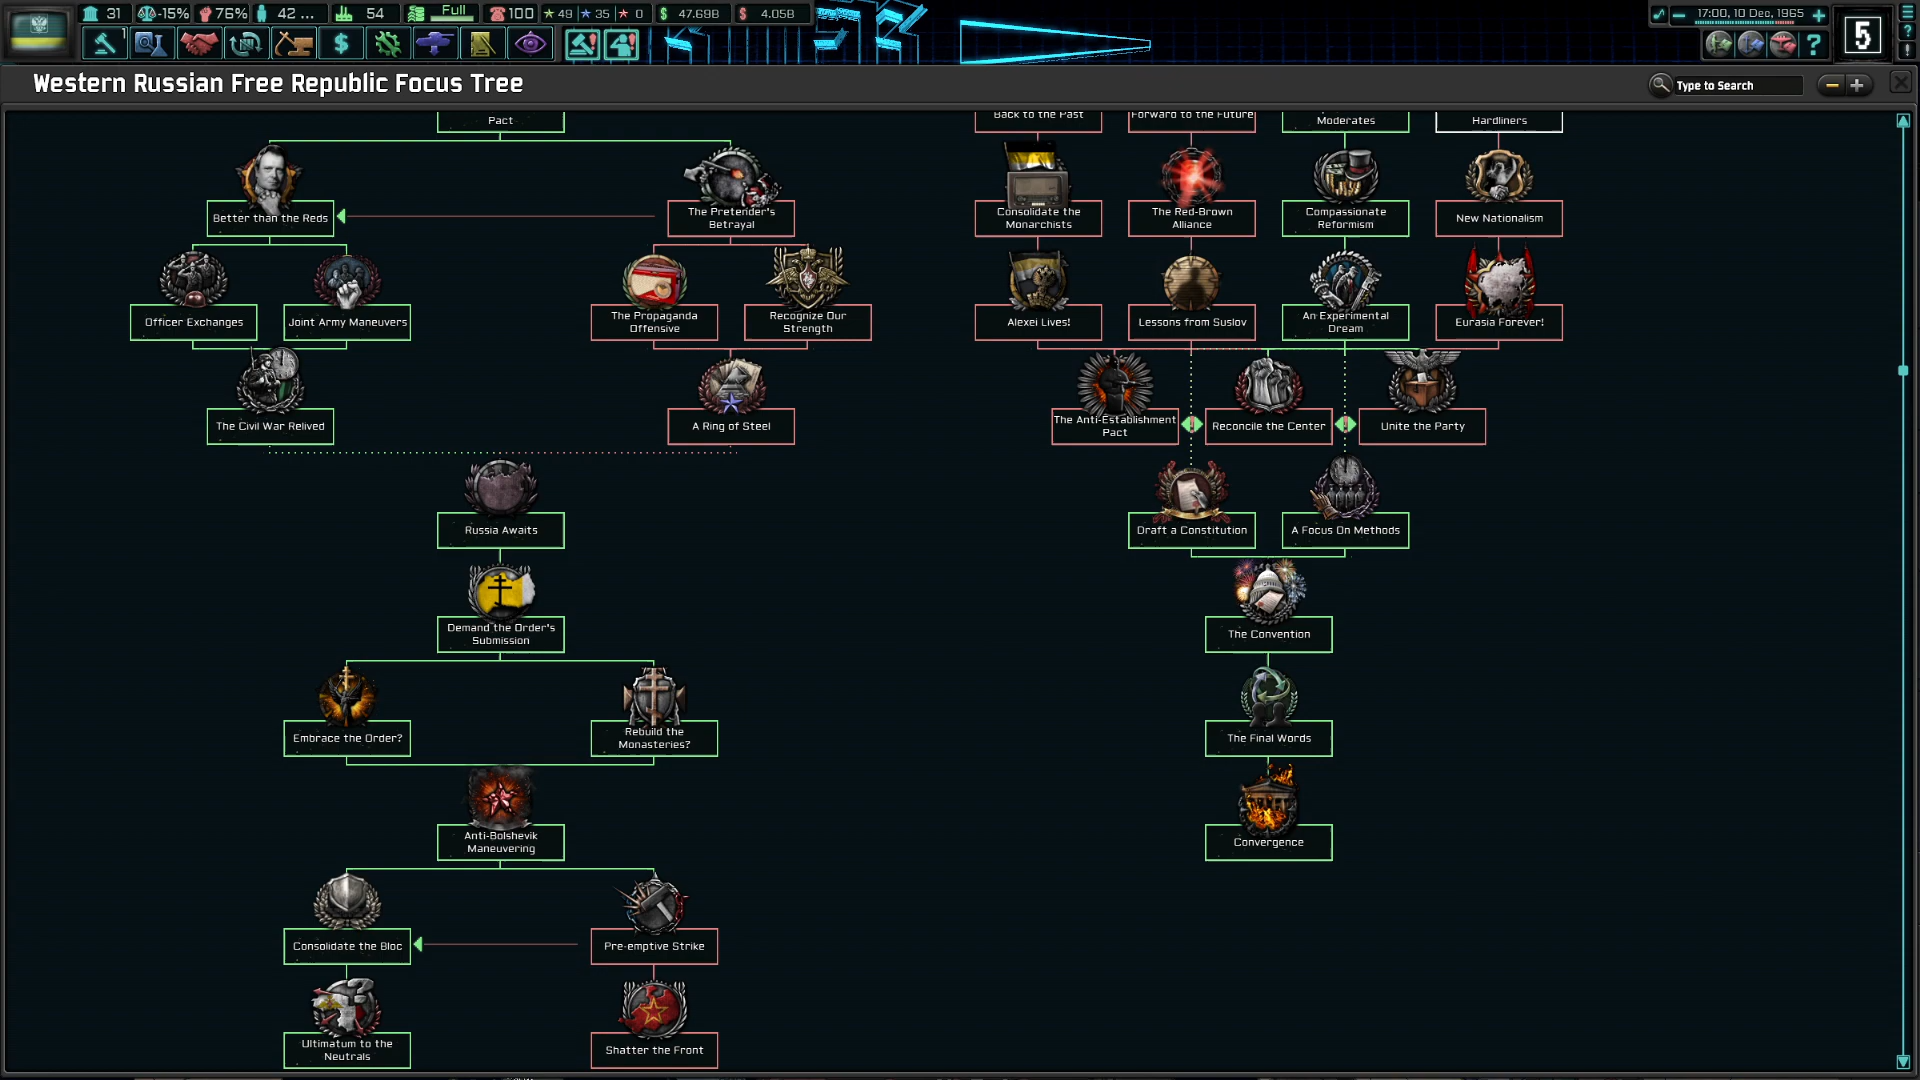 31 -15% 76% 42 ... 54 Full 100 49 35 0 47.69B 4.05B
17:00, 10 Dec, 1965
5
Western Russian Free Republic Focus Tree
Type to Search
Pact
Back to the Past
Forward to the Future
Moderates
Hardliners
Better than the Reds
The Pretender's
Betrayal
Consolidate the
Monarchists
The Red-Brown
Alliance
Compassionate
Reformism
New Nationalism
Officer Exchanges
Joint Army Maneuvers
The Propaganda
Offensive
Recognize Our
Strength
Alexei Lives!
Lessons from Suslov
An Experimental
Dream
Eurasia Forever!
The Civil War Relived
A Ring of Steel
The Anti-Establishment
Pact
Reconcile the Center
Unite the Party
Russia Awaits
Draft a Constitution
A Focus On Methods
Demand the Order's
Submission
The Convention
Embrace the Order?
Rebuild the
Monasteries?
The Final Words
Anti-Bolshevik
Maneuvering
Convergence
Consolidate the Bloc
Pre-emptive Strike
Ultimatum to the
Neutrals
Shatter the Front